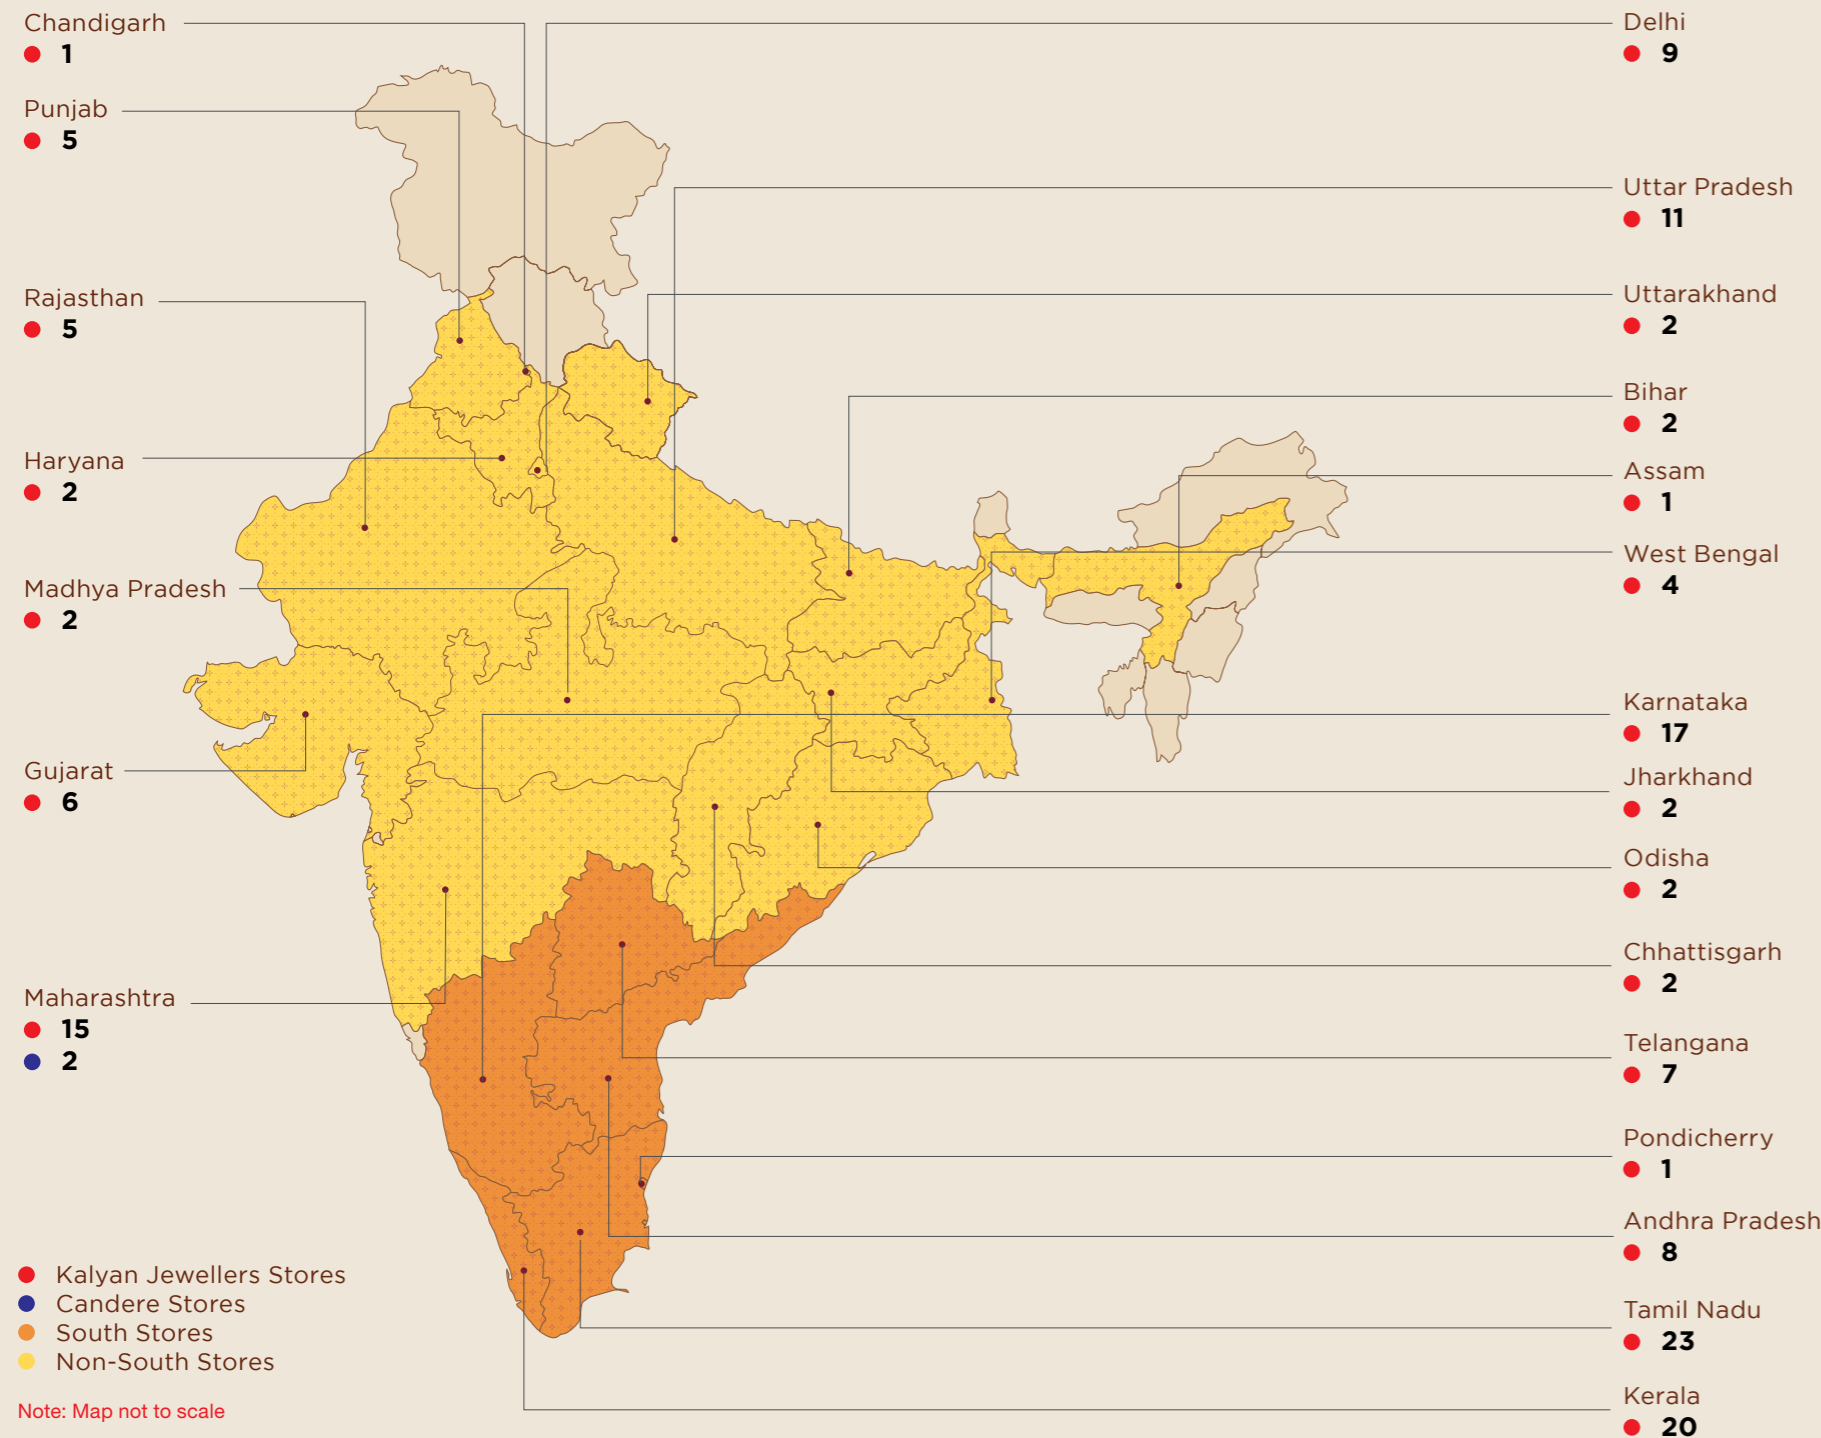 Chandigarh
1
Punjab
5
Rajasthan
5
Haryana
2
Madhya Pradesh
2
Gujarat
6
Maharashtra
15
2
Delhi
9
Uttar Pradesh
11
Uttarakhand
2
Bihar
2
Assam
1
West Bengal
4
Karnataka
17
Jharkhand
2
Odisha
2
Chhattisgarh
2
Telangana
7
Pondicherry
1
Andhra Pradesh
8
Tamil Nadu
23
Kerala
20
Kalyan Jewellers Stores
Candere Stores
South Stores
Non-South Stores
Note: Map not to scale